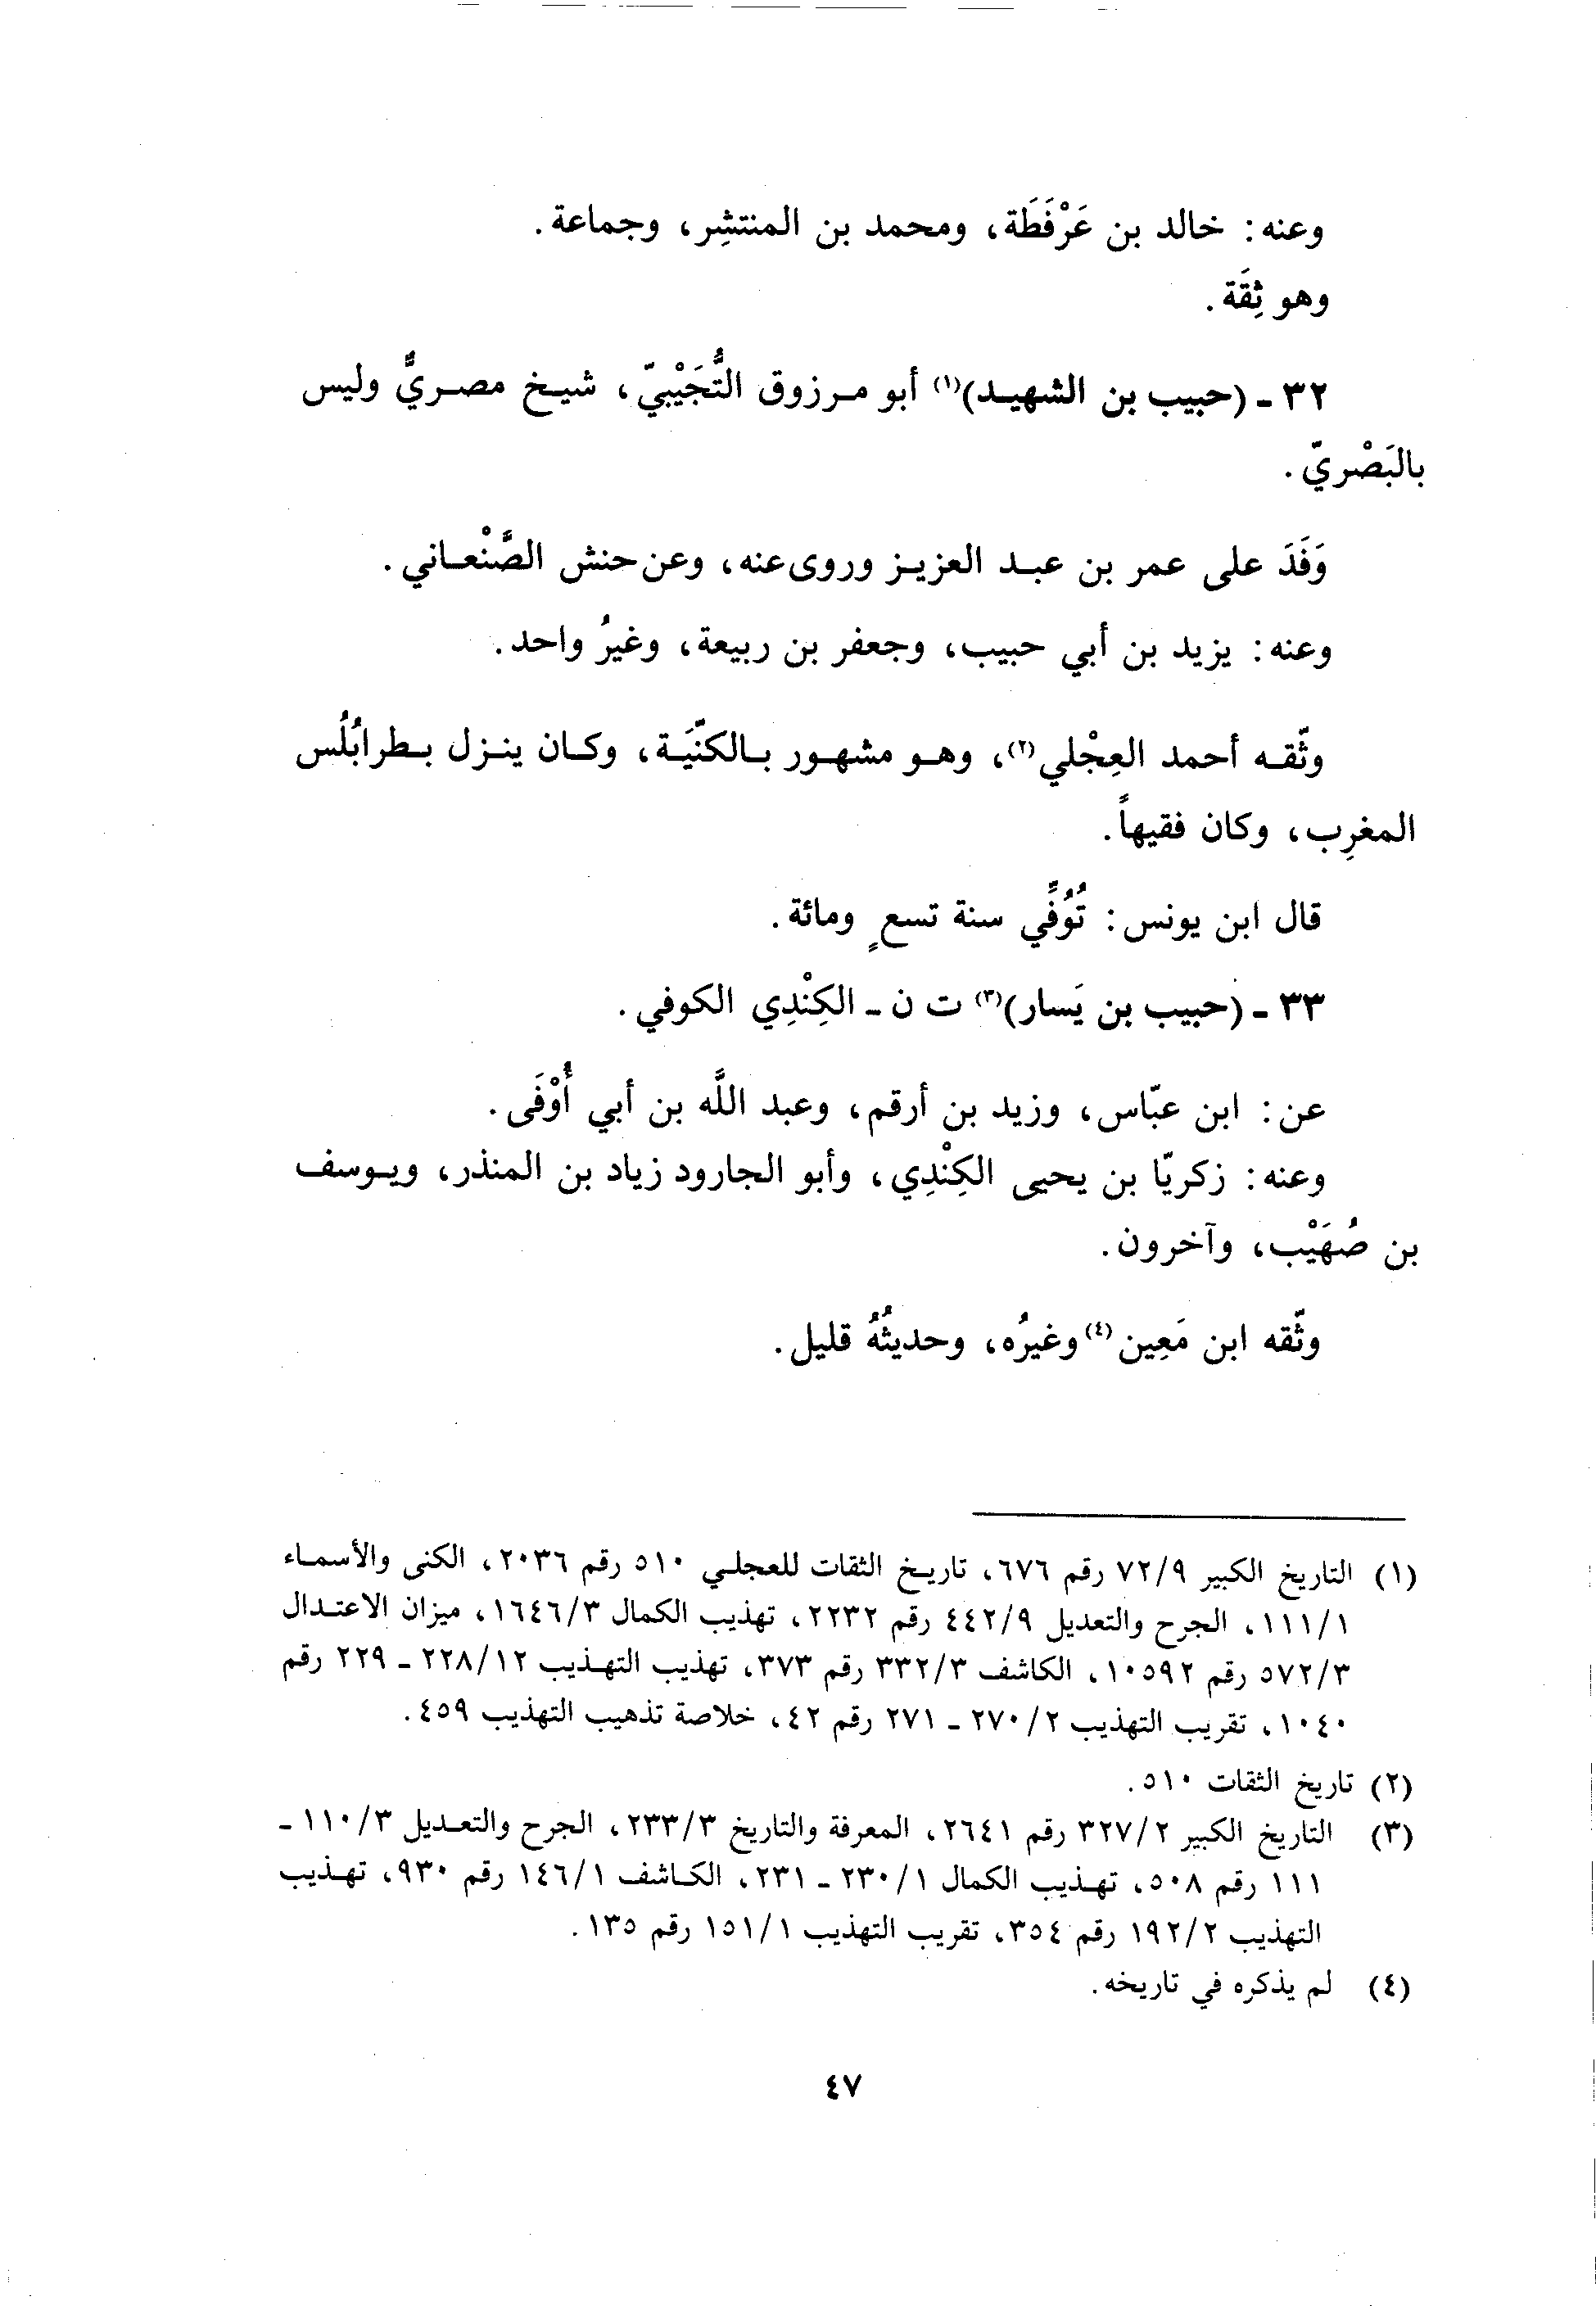 وعنه: خالد بن عَرْفَطَة، ومحمد بن المنتشِر، وجماعة.
وهو ثِقَة.
٣٢ - (حبيب بن الشهيد)(١) أبو مرزوق التُّجَيْبيّ، شيخ مصريٌّ وليس
بالبَصْريّ.
وَفَدَ على عمر بن عبد العزيز وروى عنه، وعن حنش الصَّنْعاني.
وعنه: يزيد بن أبي حبيب، وجعفر بن ربيعة، وغيرُ واحد.
وثّقه أحمد العِجْلي(٢)، وهو مشهور بالكنّيَة، وكان ينزل بطرابُلُس
المغرِب، وكان فقيهاً.
قال ابن يونس: تُوُفِّي سنة تسعٍ ومائة.
٣٣ - (حبيب بن يَسار)(٣) ت ن - الكِنْدِي الكوفي.
عن: ابن عبّاس، وزيد بن أرقم، وعبد اللَّه بن أبي أُوْفَى.
وعنه: زكريّا بن يحيى الكِنْدِي، وأبو الجارود زياد بن المنذر، ويوسف
بن صُهَيْب، وآخرون.
وثّقه ابن مَعِين(٤) وغيرُه، وحديثُهُ قليل.
(١) التاريخ الكبير ٧٢/٩ رقم ٦٧٦، تاريخ الثقات للعجلي ٥١٠ رقم ٢٠٣٦، الكنى والأسماء
١١١/١، الجرح والتعديل ٤٤٢/٩ رقم ٢٢٣٢، تهذيب الكمال ١٦٤٦/٣، ميزان الاعتدال
٥٧٢/٣ رقم ١٠٥٩٢، الكاشف ٣٣٢/٣ رقم ٣٧٣، تهذيب التهذيب ٢٢٨/١٢ - ٢٢٩ رقم
١٠٤٠، تقريب التهذيب ٢٧٠/٢ - ٢٧١ رقم ٤٢، خلاصة تذهيب التهذيب ٤٥٩.
(٢) تاريخ الثقات ٥١٠.
(٣) التاريخ الكبير ٣٢٧/٢ رقم ٢٦٤١، المعرفة والتاريخ ٢٣٣/٣، الجرح والتعديل ١١٠/٣ -
١١١ رقم ٥٠٨، تهذيب الكمال ٢٣٠/١ - ٢٣١، الكاشف ١٤٦/١ رقم ٩٣٠، تهذيب
التهذيب ١٩٢/٢ رقم ٣٥٤، تقريب التهذيب ١٥١/١ رقم ١٣٥.
(٤) لم يذكره في تاريخه.
٤٧